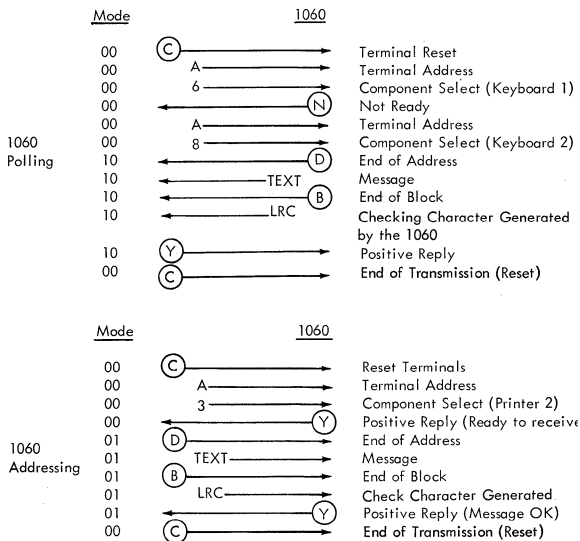 Mode 1060
00 C Terminal Reset
00 A Terminal Address
00 6 Component Select (Keyboard 1)
00 N Not Ready
00 A Terminal Address
00 8 Component Select (Keyboard 2)
1060 Polling
10 D End of Address
10 TEXT Message
10 B End of Block
10 LRC Checking Character Generated
by the 1060
10 Y Positive Reply
00 C End of Transmission (Reset)
Mode 1060
00 C Reset Terminals
00 A Terminal Address
00 3 Component Select (Printer 2)
00 Y Positive Reply (Ready to receive
1060 Addressing
01 D End of Address
01 TEXT Message
01 B End of Block
01 LRC Check Character Generated
01 Y Positive Reply (Message OK)
00 C End of Transmission (Reset)